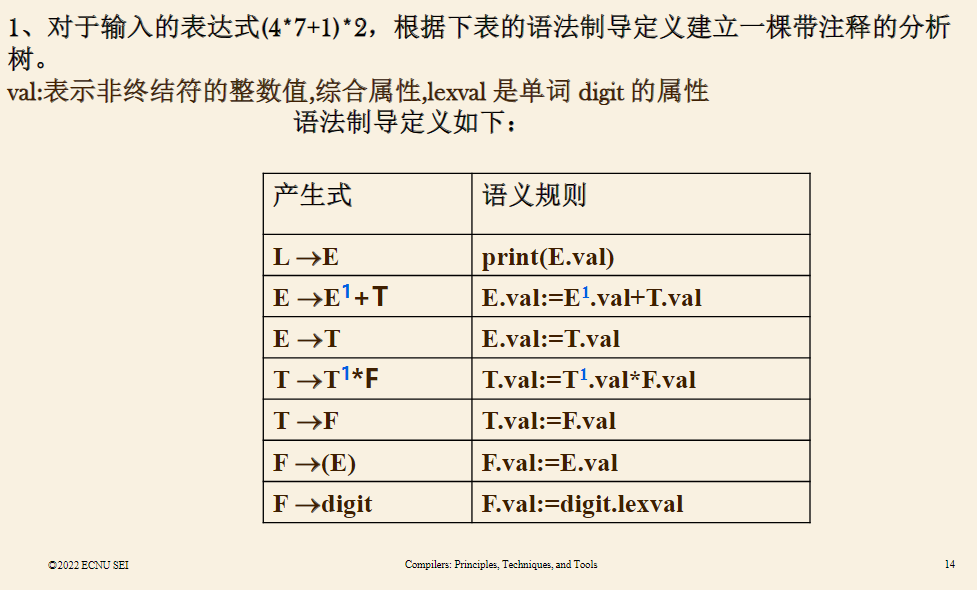 1、对于输入的表达式(4*7+1)*2，根据下表的语法制导定义建立一棵带注释的分析
树。
val:表示非终结符的整数值,综合属性,lexval 是单词 digit 的属性
语法制导定义如下：
产生式 语义规则
L →E print(E.val)
E →E¹+T E.val:=E¹.val+T.val
E →T E.val:=T.val
T →T¹*F T.val:=T¹.val*F.val
T →F T.val:=F.val
F →(E) F.val:=E.val
F →digit F.val:=digit.lexval
©2022 ECNU SEI Compilers: Principles, Techniques, and Tools 14